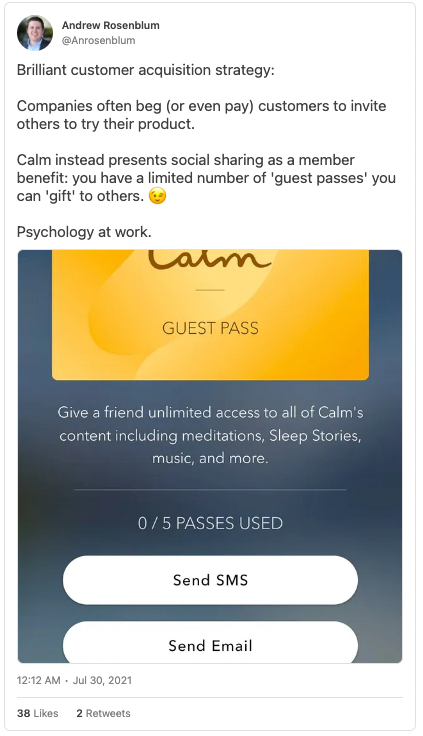 Andrew Rosenblum
@Anrosenblum
Brilliant customer acquisition strategy:
Companies often beg (or even pay) customers to invite
others to try their product.
Calm instead presents social sharing as a member
benefit: you have a limited number of 'guest passes' you
can 'gift' to others. 😉
Psychology at work.
Calm
GUEST PASS
Give a friend unlimited access to all of Calm's
content including meditations, Sleep Stories,
music, and more.
0 / 5 PASSES USED
Send SMS
Send Email
12:12 AM · Jul 30, 2021
38 Likes 2 Retweets